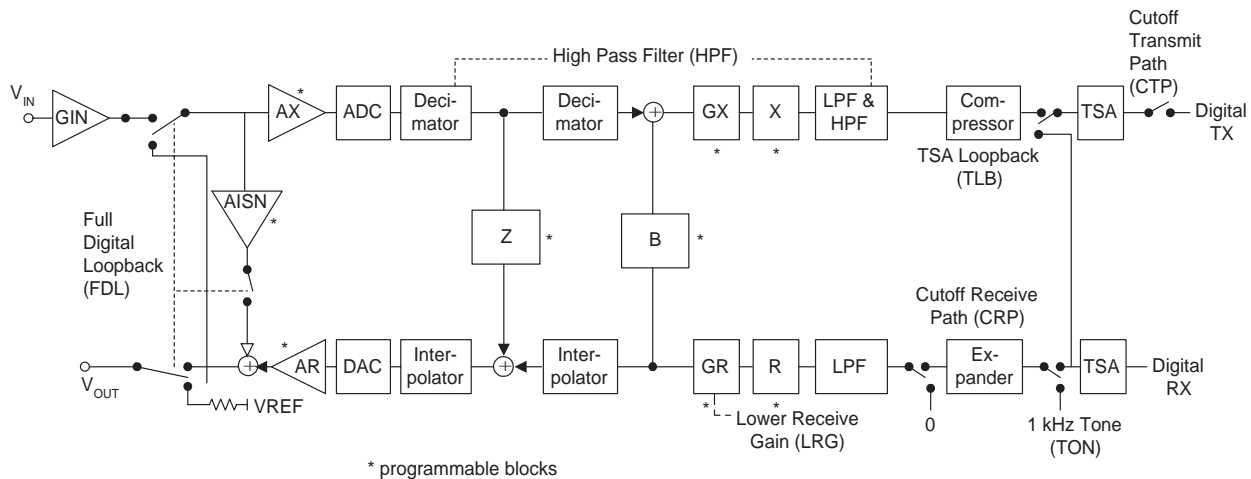 High Pass Filter (HPF)
Cutoff
Transmit
Path
(CTP)
V IN
GIN
AX
*
ADC
Deci-
mator
Deci-
mator
+
GX
*
X
*
LPF &
HPF
Com-
pressor
TSA
Digital
TX
TSA Loopback
(TLB)
AISN
*
Full
Digital
Loopback
(FDL)
Z
*
B
*
Cutoff Receive
Path (CRP)
V OUT
+
*
AR
DAC
Inter-
polator
+
Inter-
polator
GR
*
R
*
LPF
Ex-
pander
TSA
Digital
RX
VREF
Lower Receive
Gain (LRG)
0
1 kHz Tone
(TON)
* programmable blocks